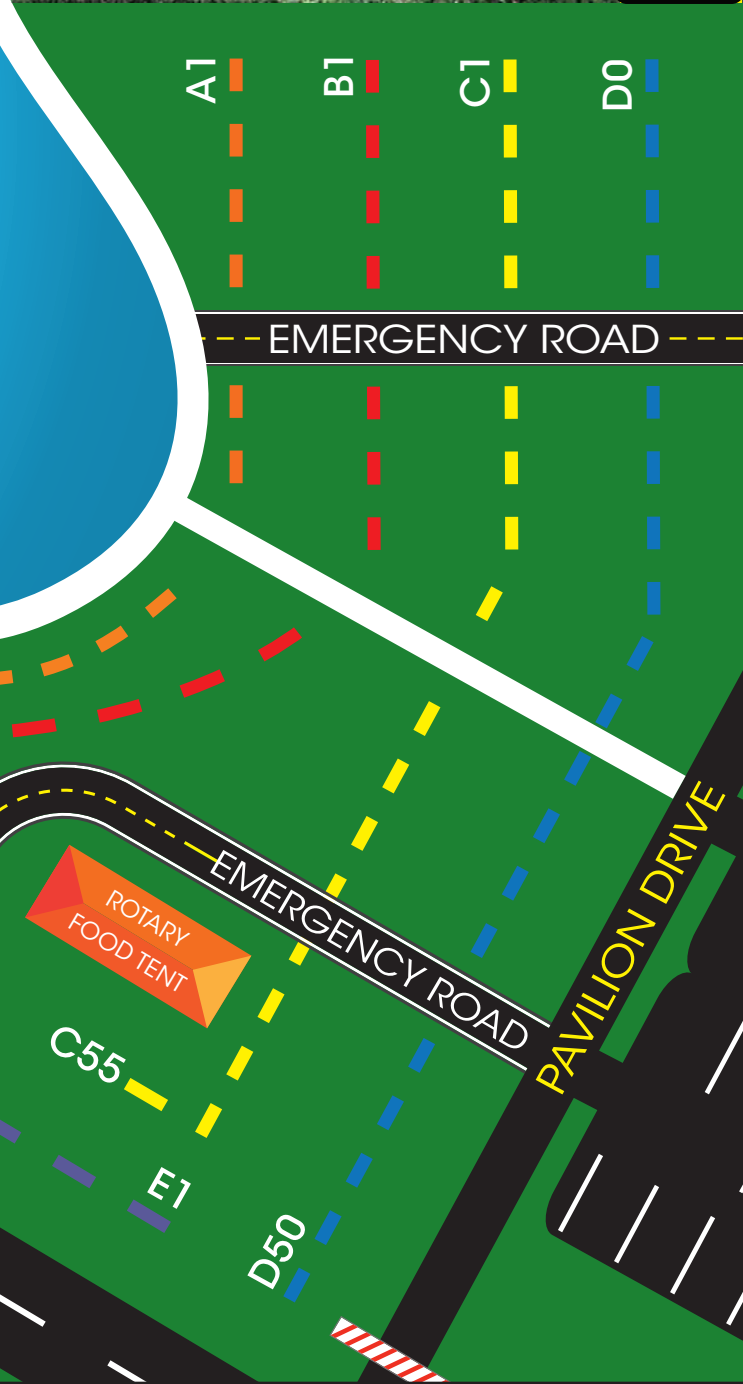 A1
B1
C1
D0
EMERGENCY ROAD
PAVILION DRIVE
EMERGENCY ROAD
ROTARY
FOOD TENT
C55
E1
D50